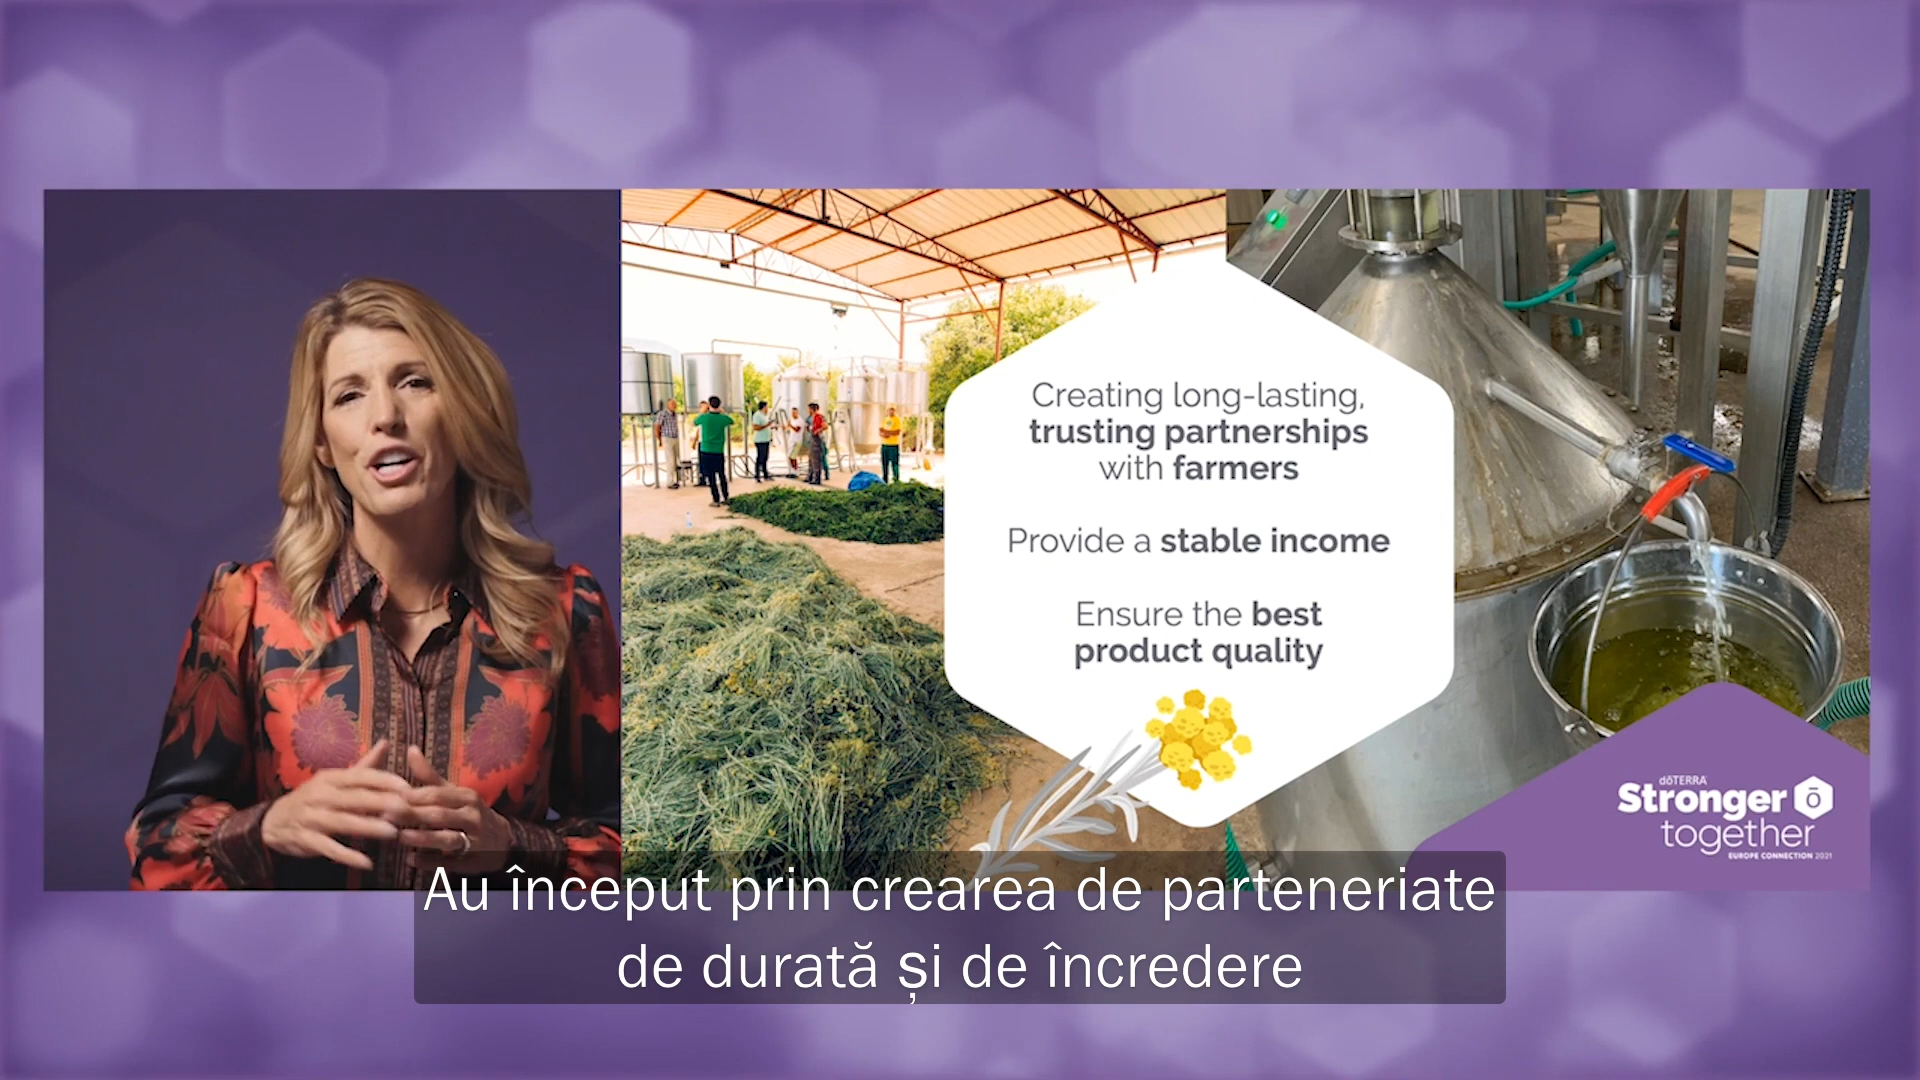 Creating long-lasting,
trusting partnerships
with farmers
Provide a stable income
Ensure the best
product quality
dōTERRA
Stronger ō
together
EUROPE CONNECTION 2021
Au început prin crearea de parteneriate
de durată și de încredere